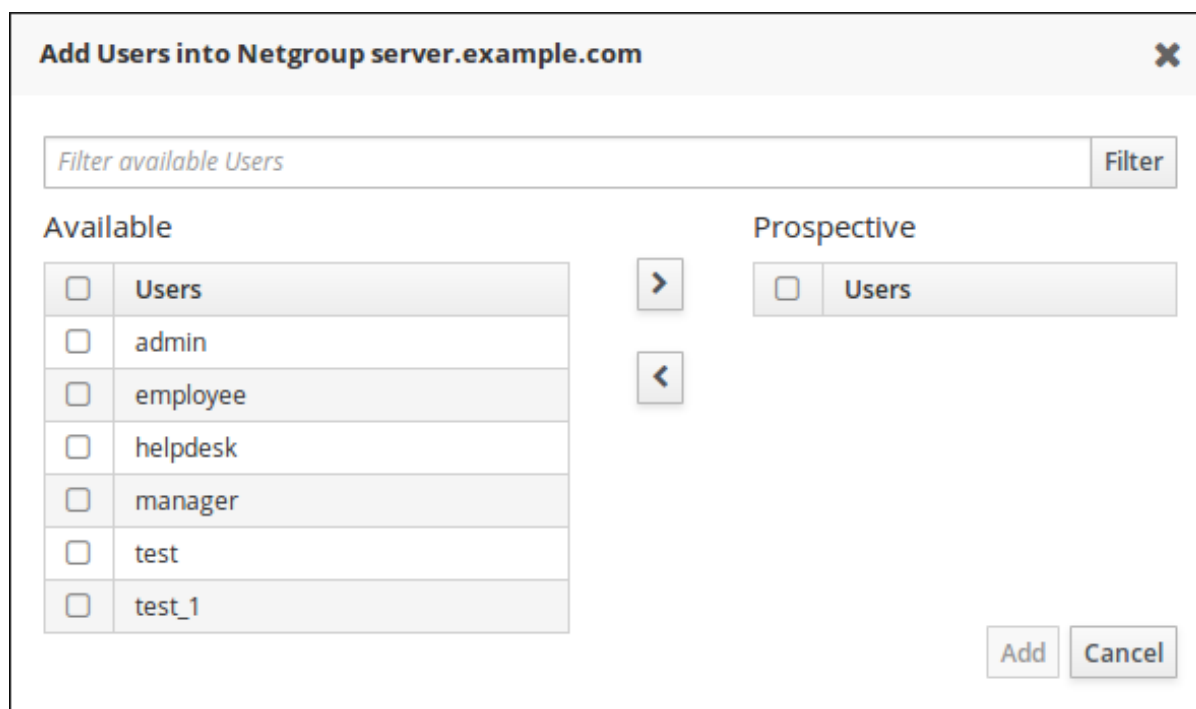 Add Users into Netgroup server.example.com
Filter available Users
Filter
Available
Prospective
Users
Users
admin
employee
helpdesk
manager
test
test_1
Add
Cancel